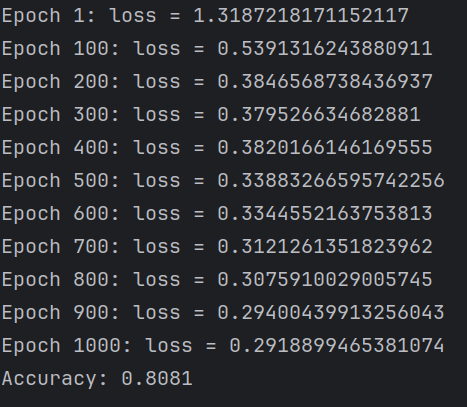 Epoch 1: loss = 1.3187218171152117
Epoch 100: loss = 0.5391316243880911
Epoch 200: loss = 0.3846568738436937
Epoch 300: loss = 0.379526634682881
Epoch 400: loss = 0.3820166146169555
Epoch 500: loss = 0.33883266595742256
Epoch 600: loss = 0.3344552163753813
Epoch 700: loss = 0.3121261351823962
Epoch 800: loss = 0.3075910029005745
Epoch 900: loss = 0.29400439913256043
Epoch 1000: loss = 0.2918899465381074
Accuracy: 0.8081